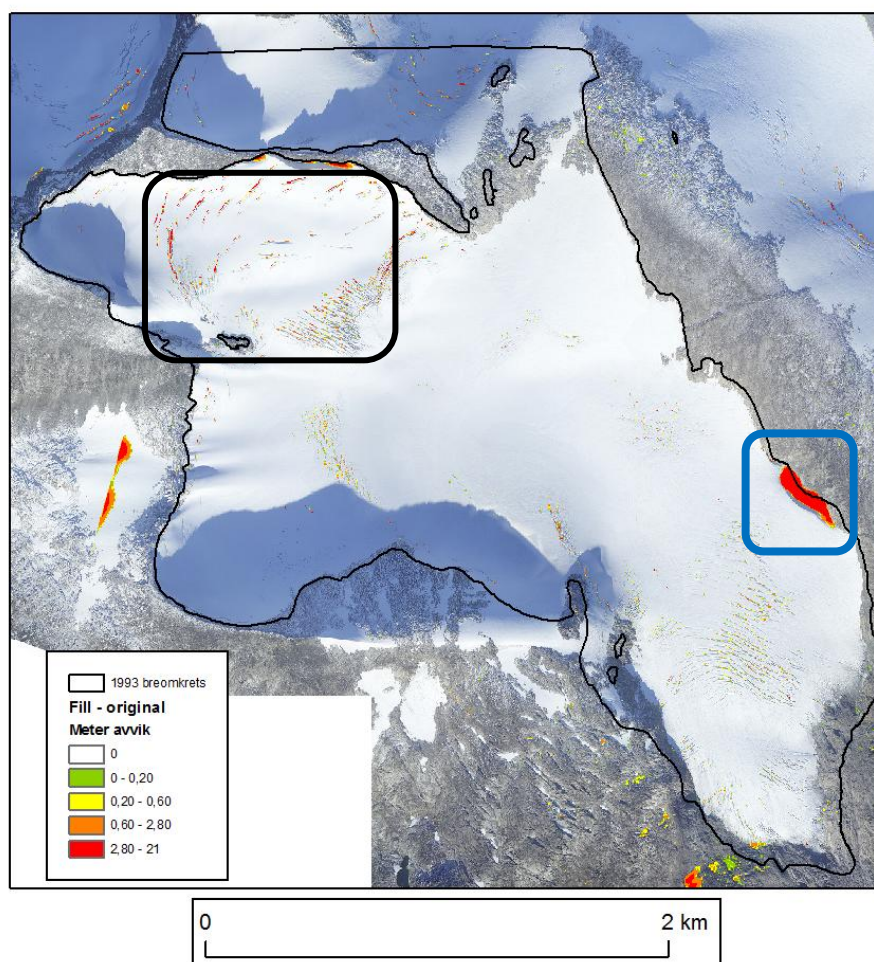 1993 breomkrets
Fill - original
Meter avvik
0
0 - 0,20
0,20 - 0,60
0,60 - 2,80
2,80 - 21
0 2 km